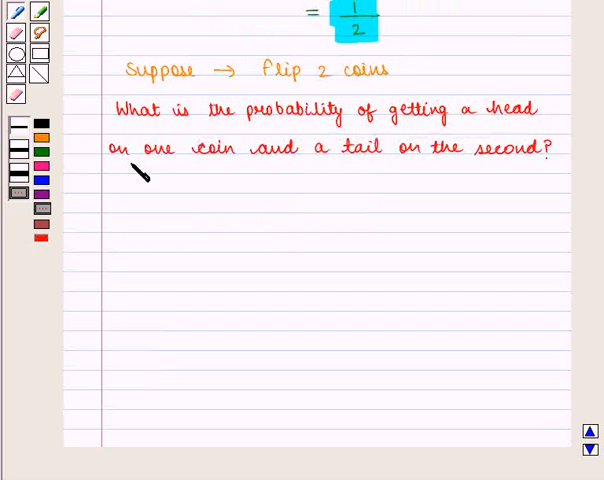 = 1/2
Suppose → Flip 2 coins
What is the probability of getting a head
on one coin and a tail on the second?